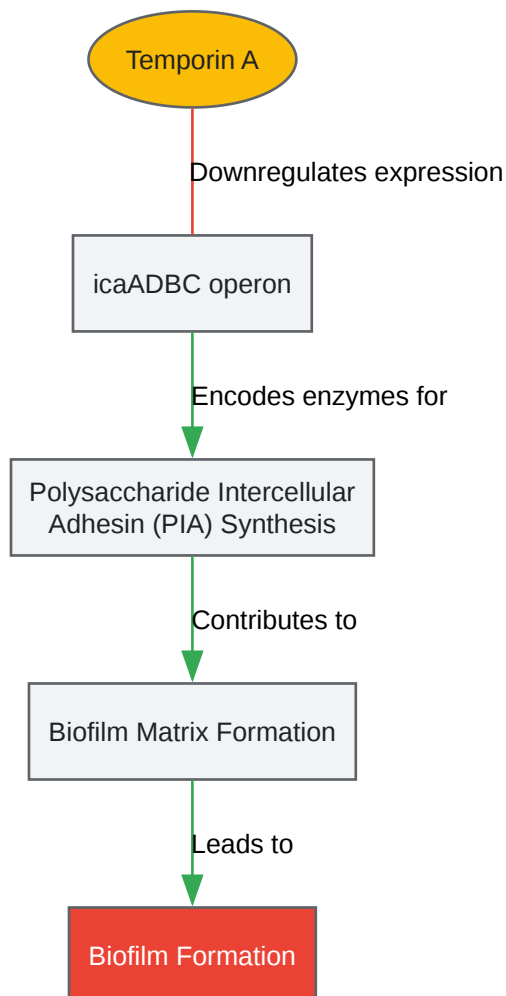 Temporin A
Downregulates expression
icaADBC operon
Encodes enzymes for
Polysaccharide Intercellular
Adhesin (PIA) Synthesis
Contributes to
Biofilm Matrix Formation
Leads to
Biofilm Formation